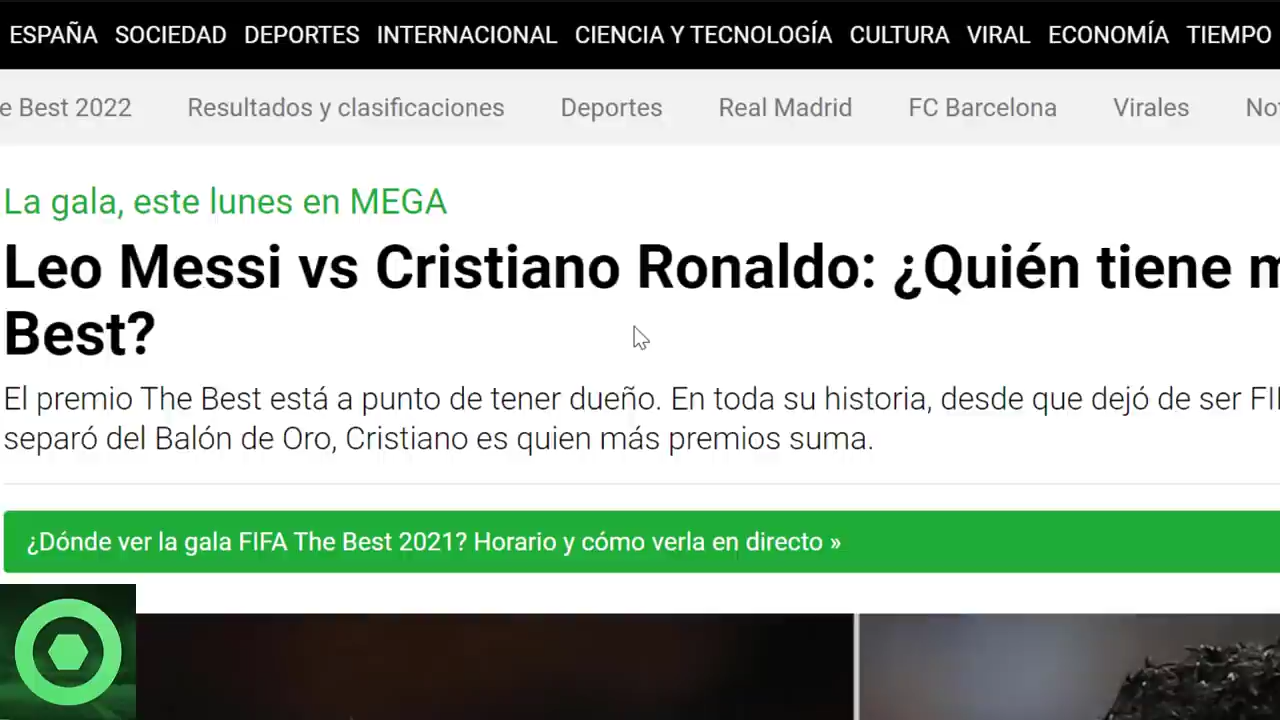 ESPAÑA SOCIEDAD DEPORTES INTERNACIONAL CIENCIA Y TECNOLOGÍA CULTURA VIRAL ECONOMÍA TIEMPO
e Best 2022 Resultados y clasificaciones Deportes Real Madrid FC Barcelona Virales
La gala, este lunes en MEGA
Leo Messi vs Cristiano Ronaldo: ¿Quién tiene
Best?
El premio The Best está a punto de tener dueño. En toda su historia, desde que dejó de ser
separó del Balón de Oro, Cristiano es quien más premios suma.
¿Dónde ver la gala FIFA The Best 2021? Horario y cómo verla en directo »